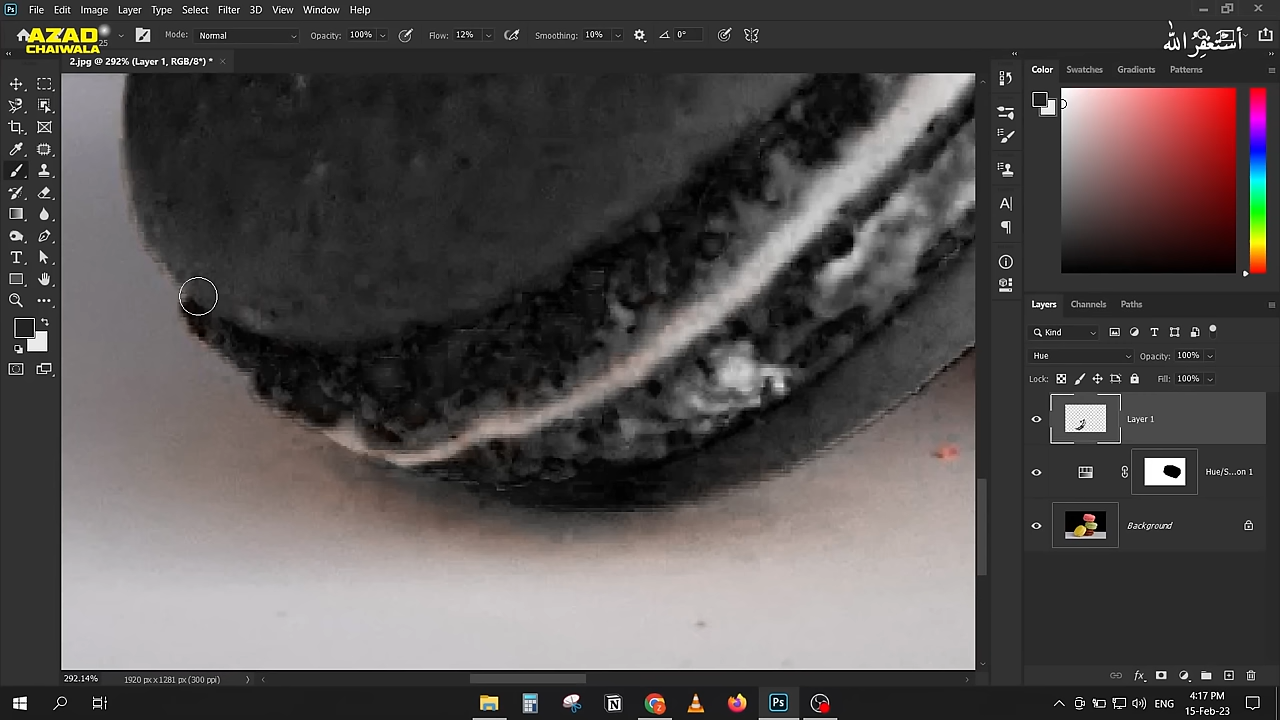 Ps File Edit Image Layer Type Select Filter 3D View Window Help
AZAD
CHAIWALA
أستغفر الله
25 Mode: Normal Opacity: 100% Flow: 12% Smoothing: 10% 0°
2.jpg @ 292% (Layer 1, RGB/8*) *
Color Swatches Gradients Patterns
Layers Channels Paths
Kind
Hue Opacity: 100%
Lock: Fill: 100%
Layer 1
Hue/S...on 1
Background
292.14% 1920 px x 1281 px (300 ppi)
ENG
4:17 PM
15-Feb-23